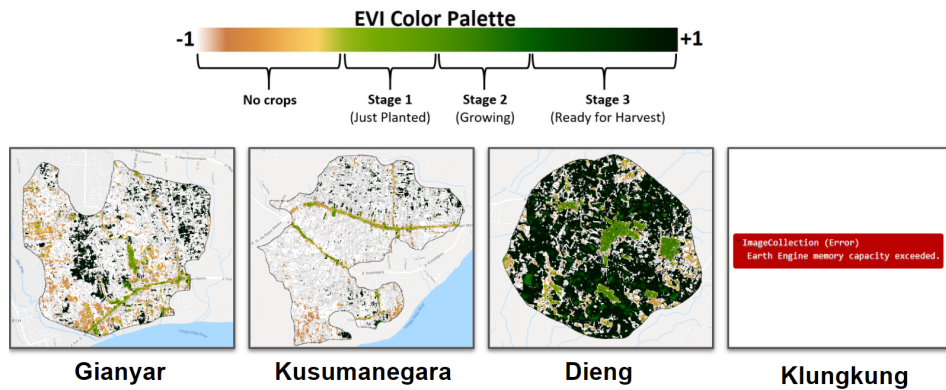 EVI Color Palette
-1 +1
No crops Stage 1 Stage 2 Stage 3
(Just Planted) (Growing) (Ready for Harvest)
ImageCollection (Error)
Earth Engine memory capacity exceeded.
Gianyar Kusumanegara Dieng Klungkung